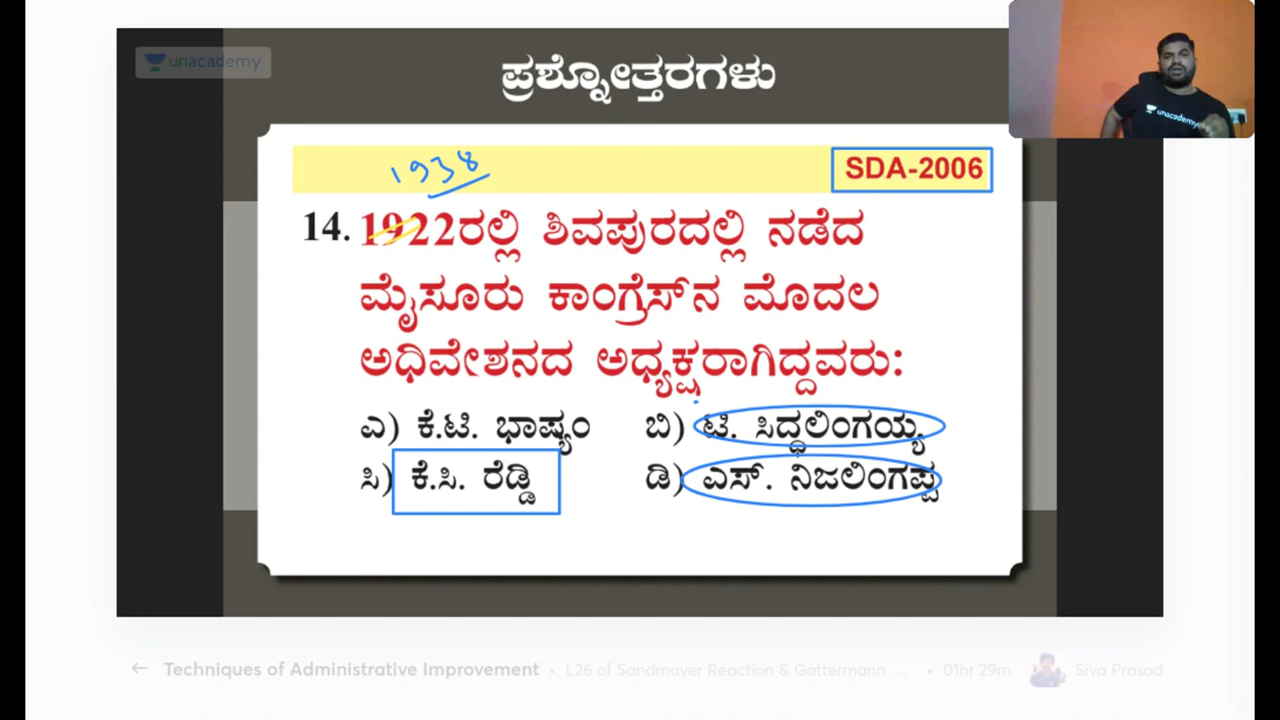 unacademy
ಪ್ರಶ್ನೋತ್ತರಗಳು
1938
SDA-2006
14. 1922ರಲ್ಲಿ ಶಿವಪುರದಲ್ಲಿ ನಡೆದ
ಮೈಸೂರು ಕಾಂಗ್ರೆಸ್‌ನ ಮೊದಲ
ಅಧಿವೇಶನದ ಅಧ್ಯಕ್ಷರಾಗಿದ್ದವರು:
ಎ) ಕೆ.ಟಿ. ಭಾಷ್ಯಂ ಬಿ) ಟಿ. ಸಿದ್ಧಲಿಂಗಯ್ಯ
ಸಿ) ಕೆ.ಸಿ. ರೆಡ್ಡಿ ಡಿ) ಎಸ್. ನಿಜಲಿಂಗಪ್ಪ
unacademy
← Techniques of Administrative Improvement • L26 of Sandmayer Reaction & Gattermann ... • 01hr 29m Siva Prasad